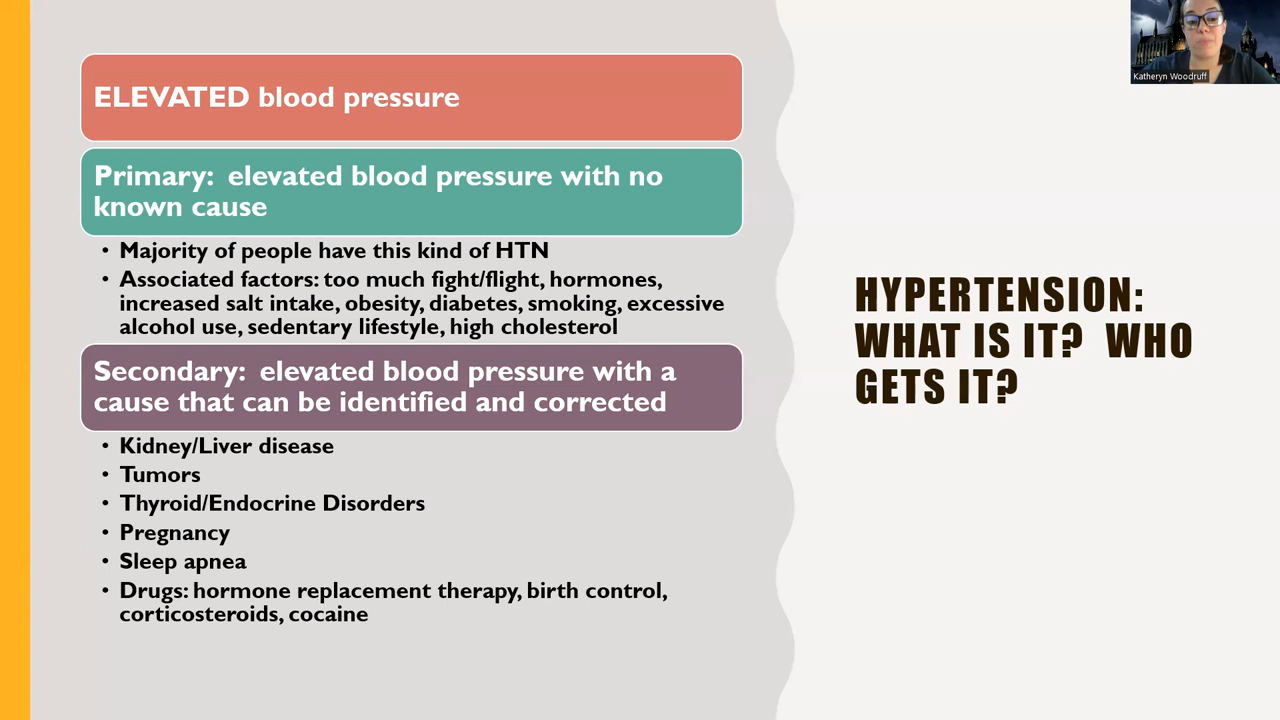 ELEVATED blood pressure
Primary:  elevated blood pressure with no
known cause
• Majority of people have this kind of HTN
• Associated factors: too much fight/flight, hormones,
increased salt intake, obesity, diabetes, smoking, excessive
alcohol use, sedentary lifestyle, high cholesterol
Secondary:  elevated blood pressure with a
cause that can be identified and corrected
• Kidney/Liver disease
• Tumors
• Thyroid/Endocrine Disorders
• Pregnancy
• Sleep apnea
• Drugs: hormone replacement therapy, birth control,
corticosteroids, cocaine
HYPERTENSION:
WHAT IS IT?  WHO
GETS IT?
Katheryn Woodruff